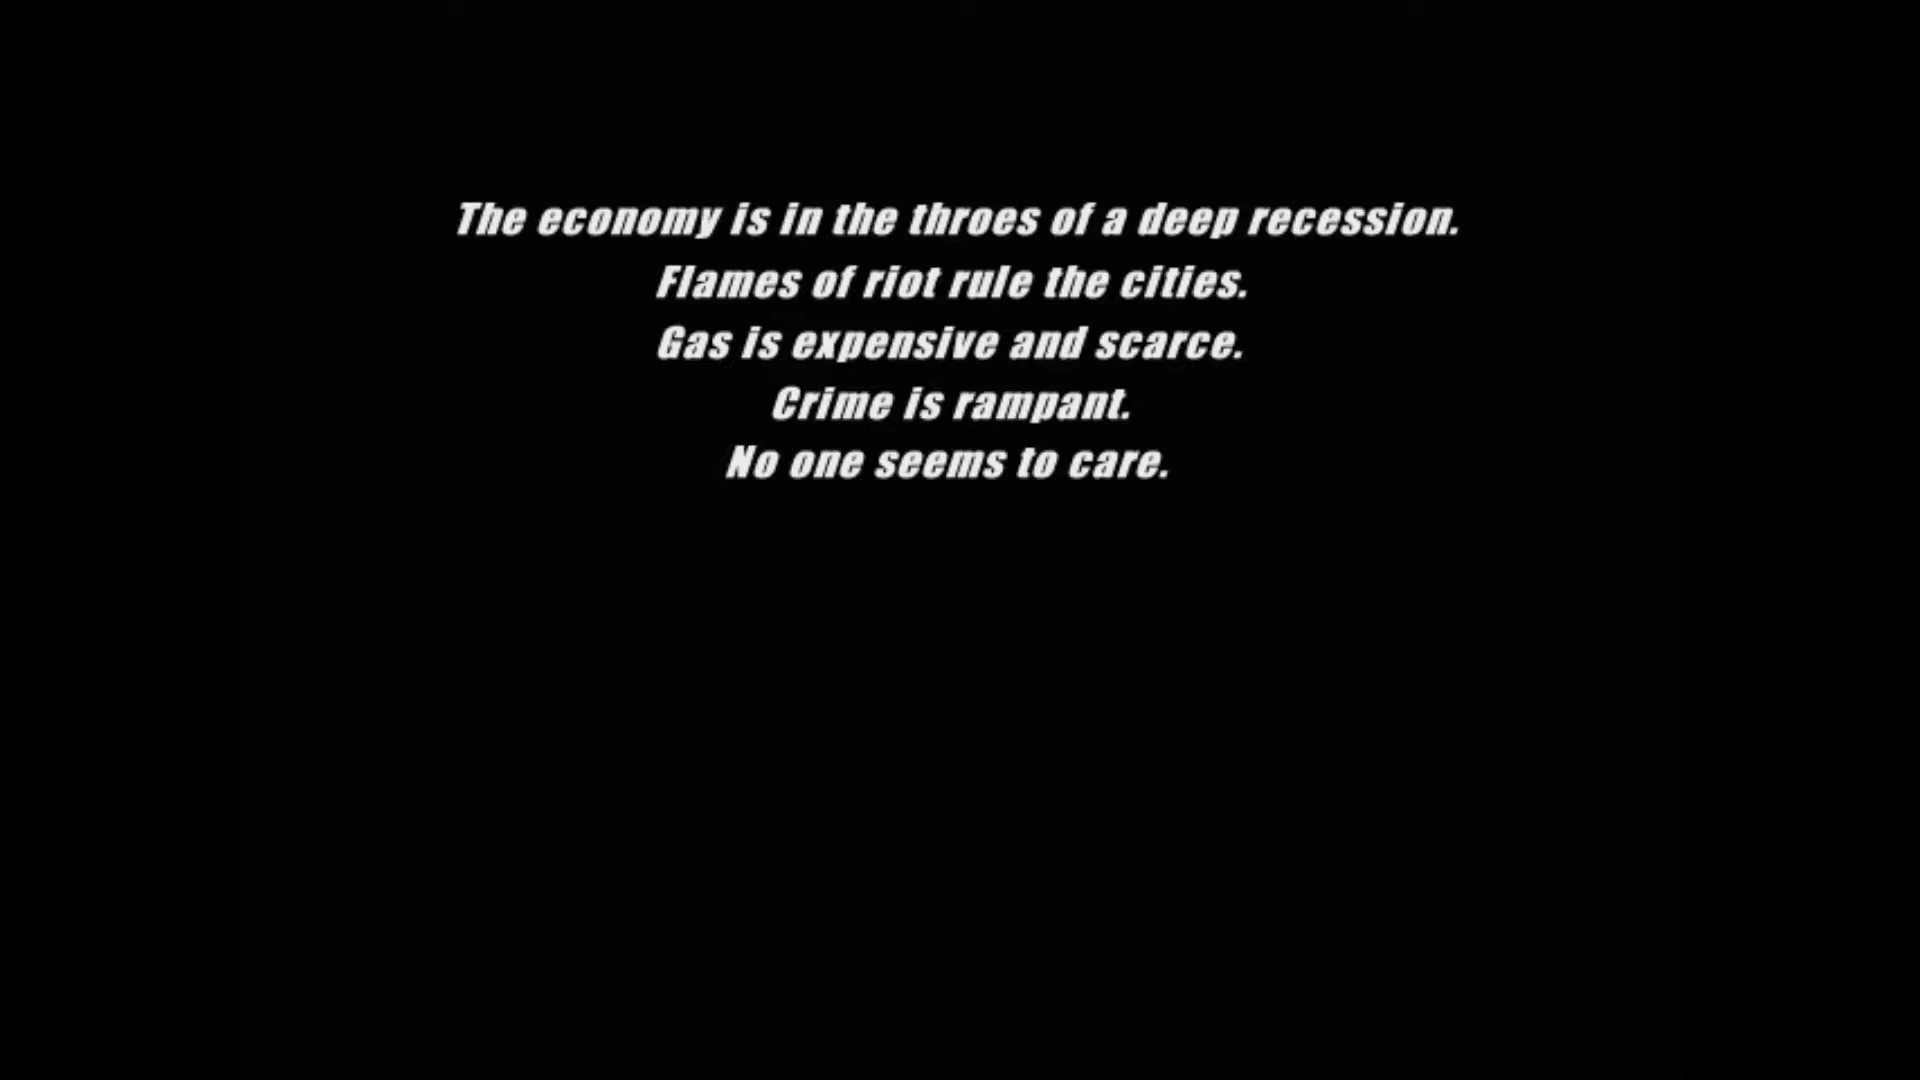 The economy is in the throes of a deep recession.
Flames of riot rule the cities.
Gas is expensive and scarce.
Crime is rampant.
No one seems to care.